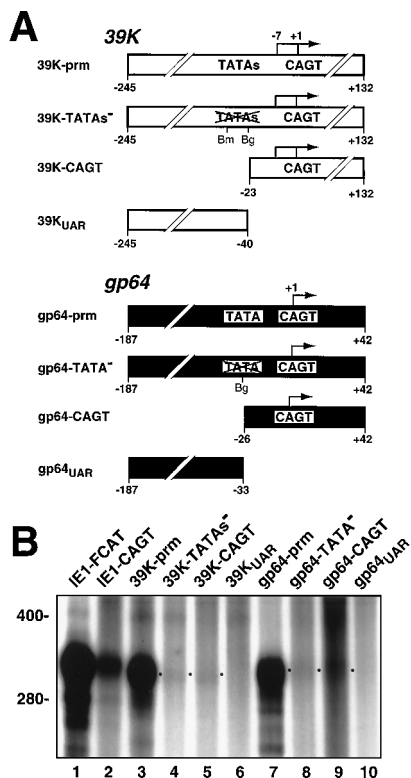 A
39K
-7 +1
39K-prm TATAs CAGT
-245 +132
39K-TATAs⁻ TATAs CAGT
-245 Bm Bg +132
39K-CAGT CAGT
-23 +132
39K_UAR
-245 -40
gp64
+1
gp64-prm TATA CAGT
-187 +42
gp64-TATA⁻ TATA CAGT
-187 Bg +42
gp64-CAGT CAGT
-26 +42
gp64_UAR
-187 -33
B
IE1-FCAT IE1-CAGT 39K-prm 39K-TATAs⁻ 39K-CAGT 39K_UAR gp64-prm gp64-TATA⁻ gp64-CAGT gp64_UAR
400-
280-
1 2 3 4 5 6 7 8 9 10